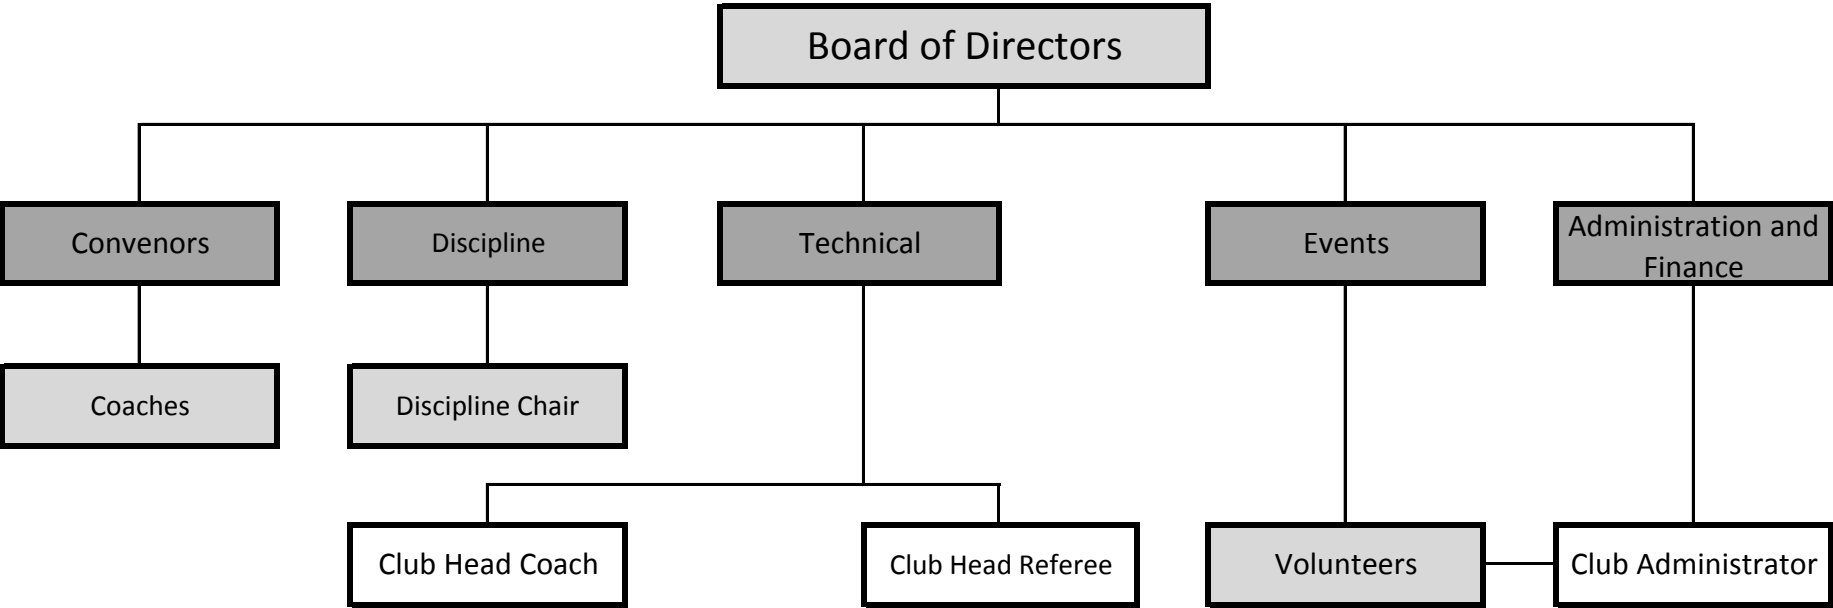 Board of Directors
Convenors
Discipline
Technical
Events
Administration and
Finance
Coaches
Discipline Chair
Club Head Coach
Club Head Referee
Volunteers
Club Administrator